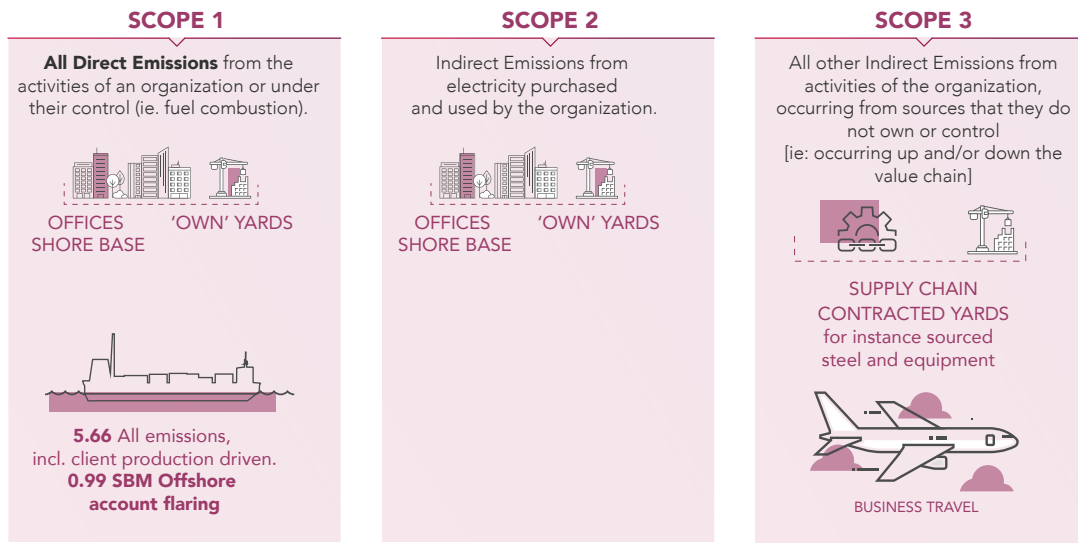 SCOPE 1
All Direct Emissions from the
activities of an organization or under
their control (ie. fuel combustion).
OFFICES
SHORE BASE
'OWN' YARDS
5.66 All emissions,
incl. client production driven.
0.99 SBM Offshore
account flaring
SCOPE 2
Indirect Emissions from
electricity purchased
and used by the organization.
OFFICES
SHORE BASE
'OWN' YARDS
SCOPE 3
All other Indirect Emissions from
activities of the organization,
occurring from sources that they do
not own or control
[ie: occurring up and/or down the
value chain]
SUPPLY CHAIN
CONTRACTED YARDS
for instance sourced
steel and equipment
BUSINESS TRAVEL